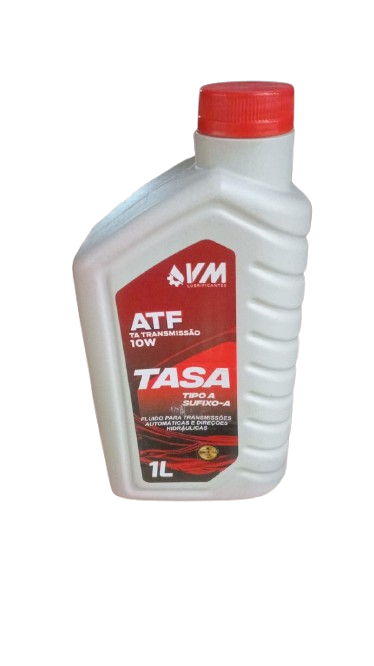 VM
LUBRIFICANTES
ATF
TA TRANSMISSÃO
10W
TASA
TIPO A
SUFIXO-A
FLUIDO PARA TRANSMISSÕES
AUTOMÁTICAS E DIREÇÕES
HIDRÁULICAS
1L